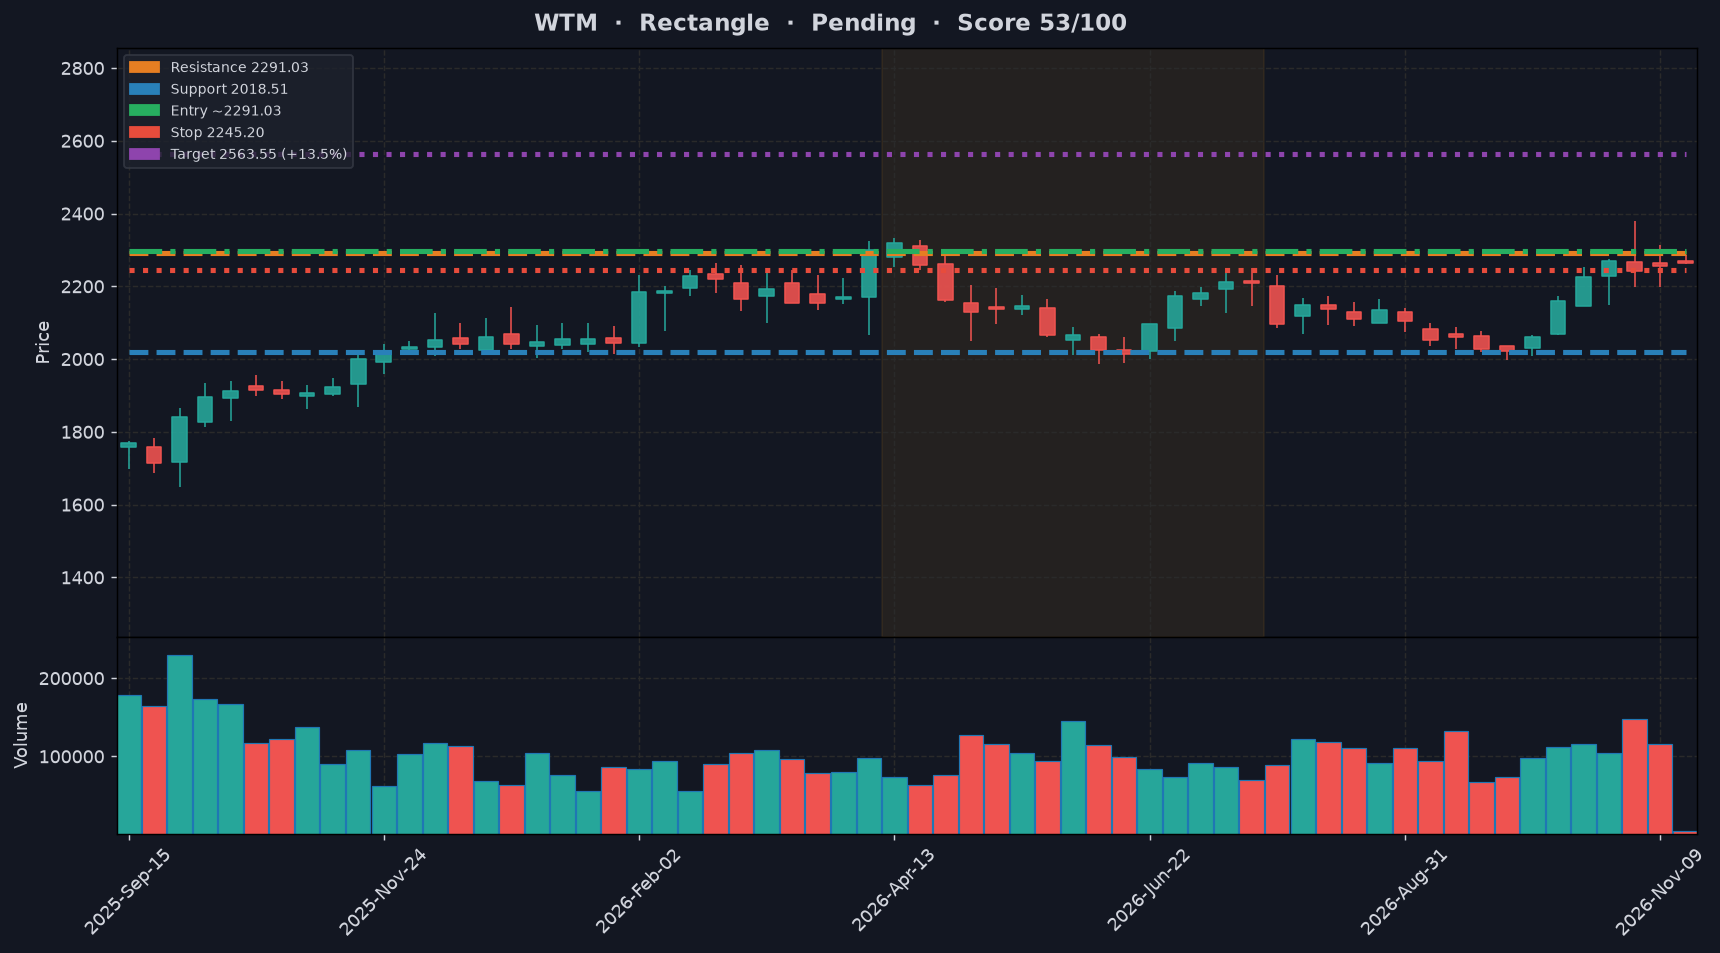 WTM · Rectangle · Pending · Score 53/100
Resistance 2291.03
Support 2018.51
Entry ~2291.03
Stop 2245.20
Target 2563.55 (+13.5%)
Price
2800
2600
2400
2200
2000
1800
1600
1400
Volume
200000
100000
2025-Sep-15
2025-Nov-24
2026-Feb-02
2026-Apr-13
2026-Jun-22
2026-Aug-31
2026-Nov-09